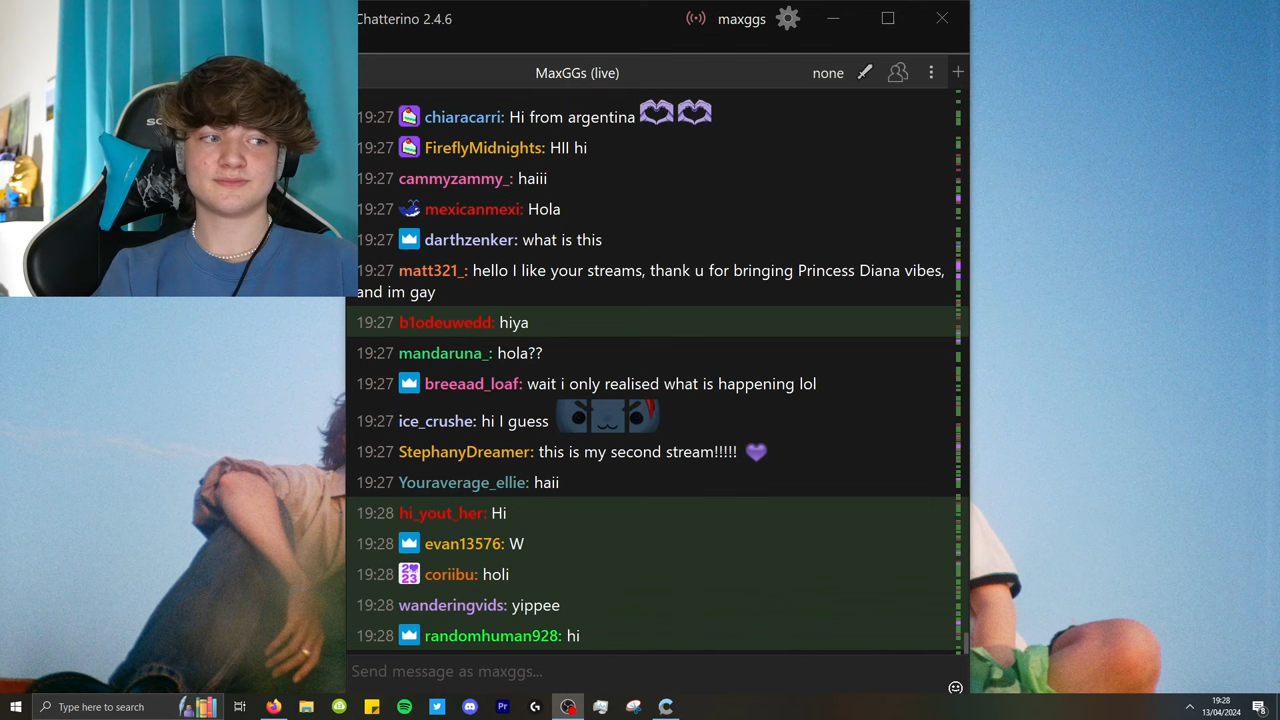 Chatterino 2.4.6
maxggs
MaxGGs (live)
none
19:27 chiaracarri: Hi from argentina
19:27 FireflyMidnights: HII hi
19:27 cammyzammy_: haiii
19:27 mexicanmexi: Hola
19:27 darthzenker: what is this
19:27 matt321_: hello I like your streams, thank u for bringing Princess Diana vibes,
and im gay
19:27 b1odeuwedd: hiya
19:27 mandaruna_: hola??
19:27 breeaad_loaf: wait i only realised what is happening lol
19:27 ice_crushe: hi I guess
19:27 StephanyDreamer: this is my second stream!!!!!
19:27 Youraverage_ellie: haii
19:28 hi_yout_her: Hi
19:28 evan13576: W
19:28 2023 coriibu: holi
19:28 wanderingvids: yippee
19:28 randomhuman928: hi
Send message as maxggs...
Type here to search
Pr
19:28
13/04/2024
8